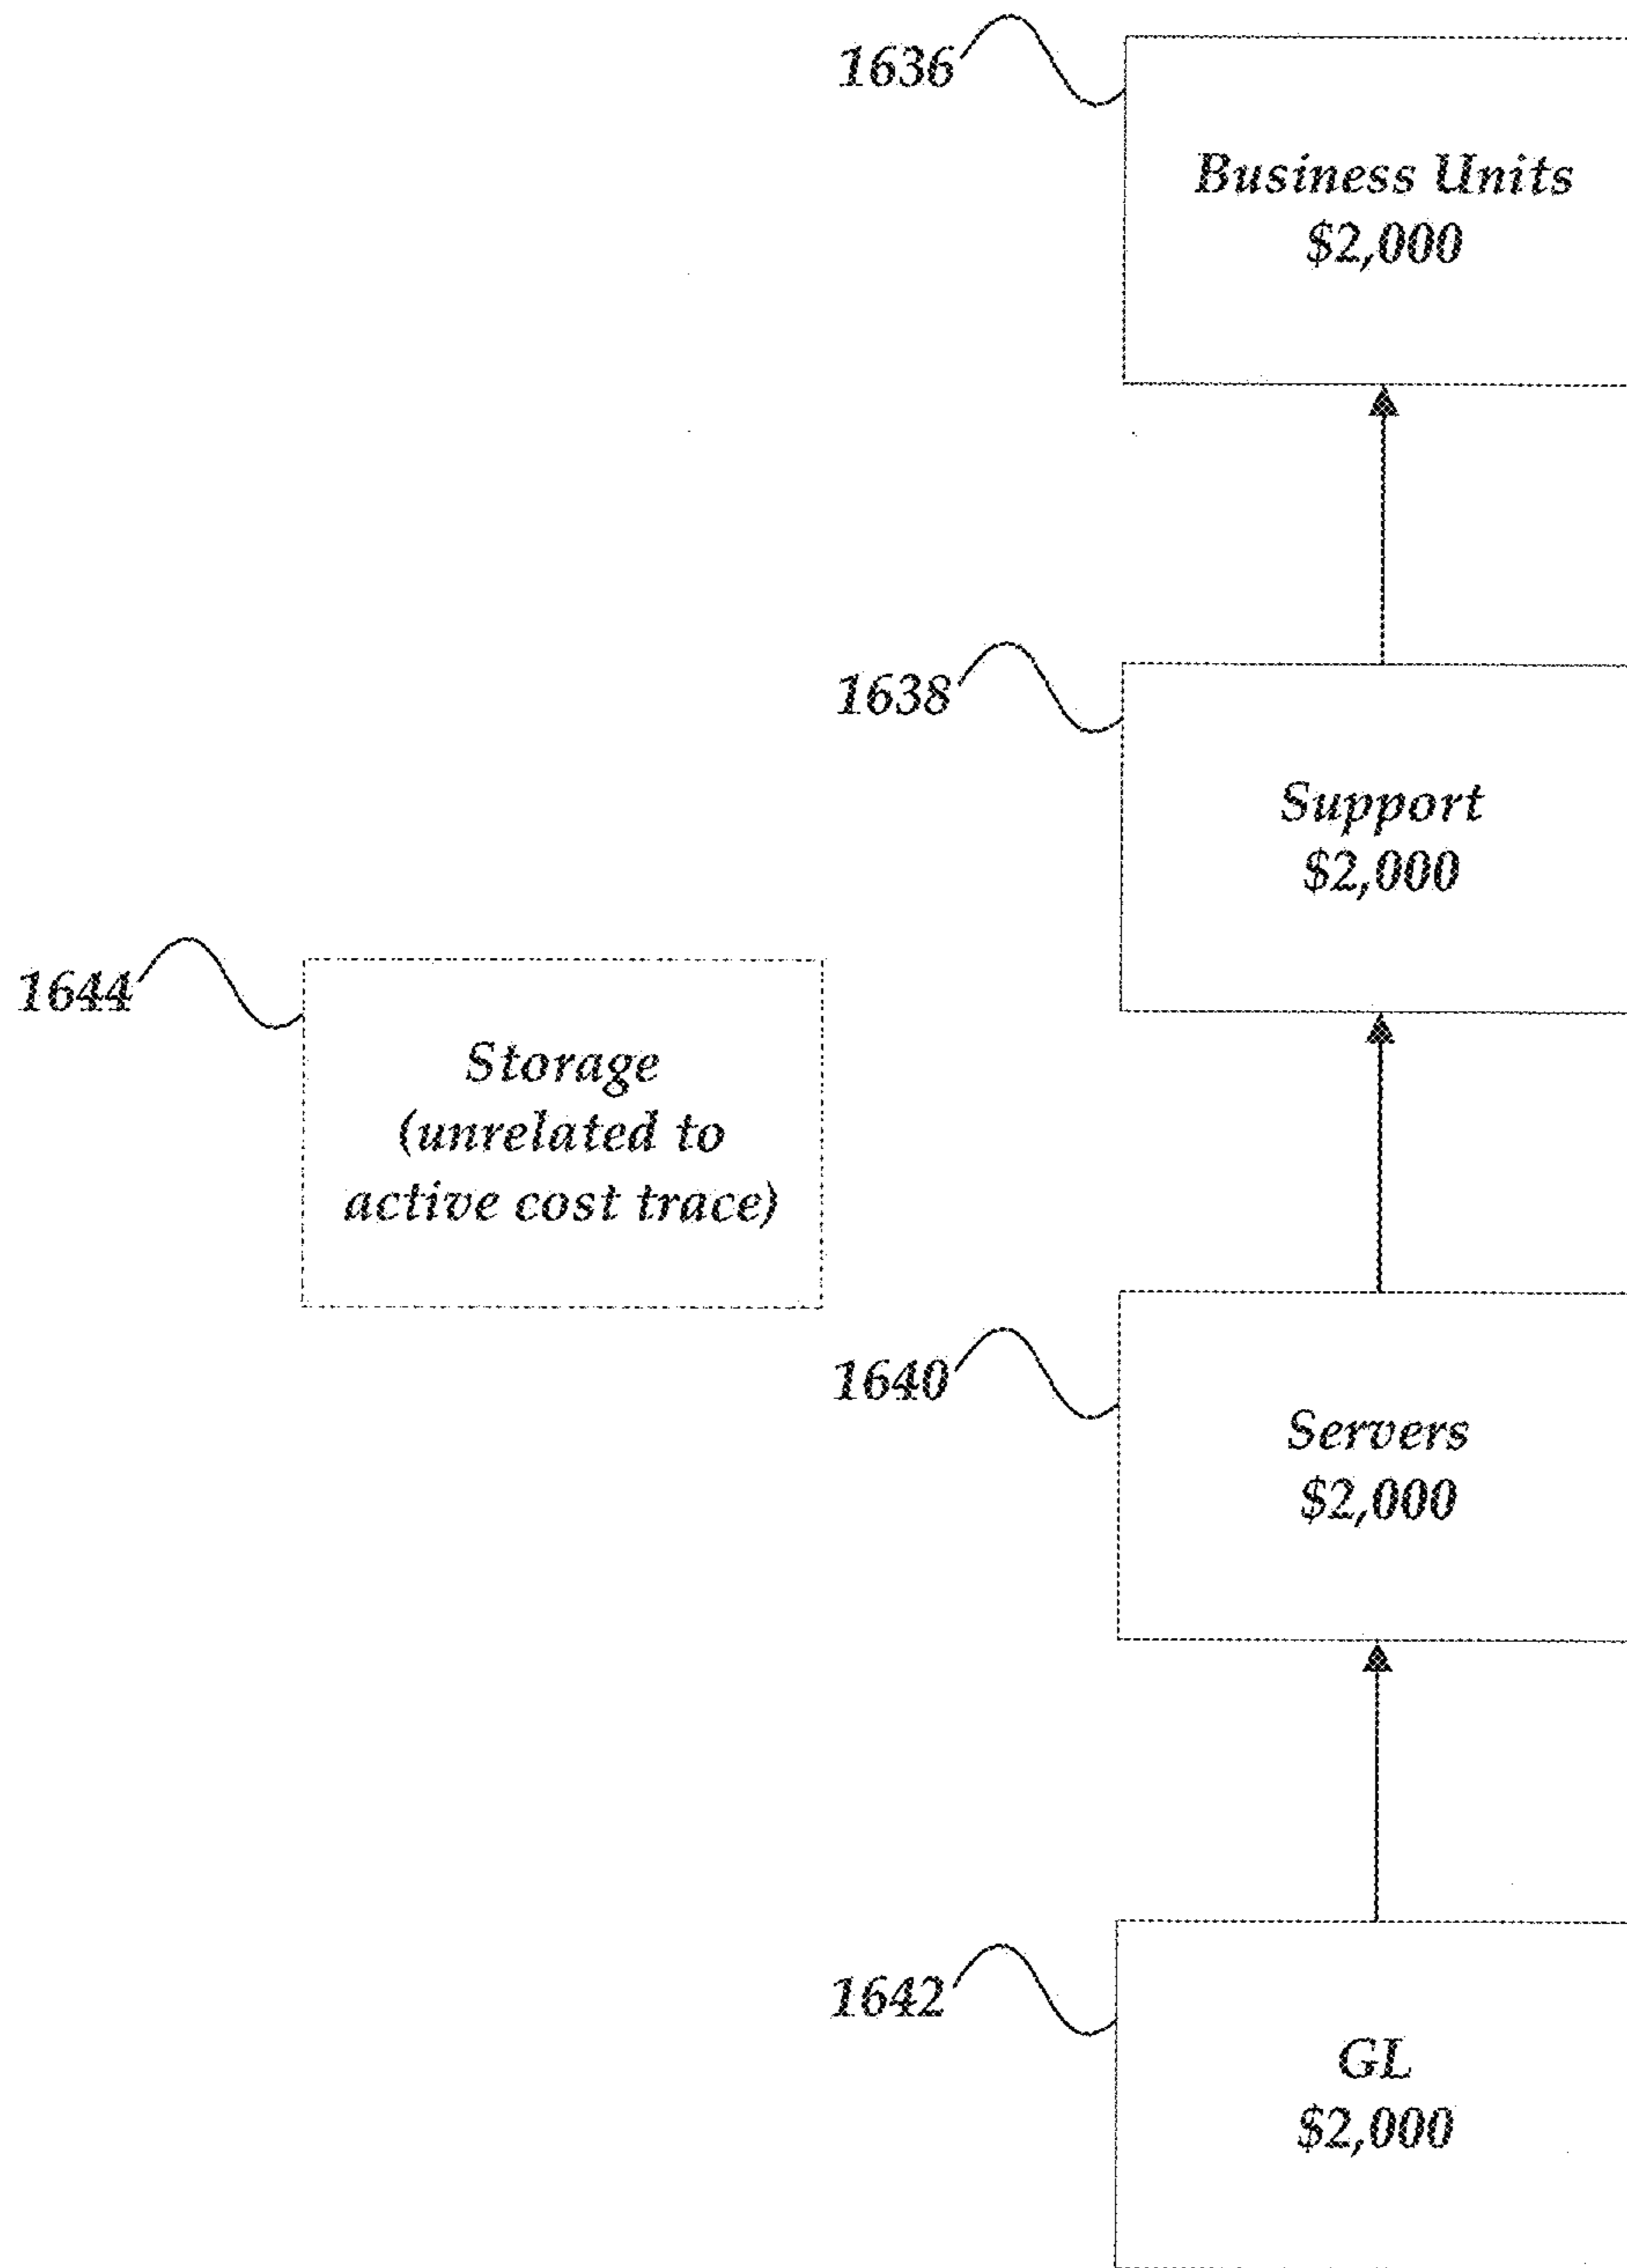 1636
Business Units
$2,000
1638
Support
$2,000
1644
Storage
(unrelated to
active cost trace)
1640
Servers
$2,000
1642
GL
$2,000